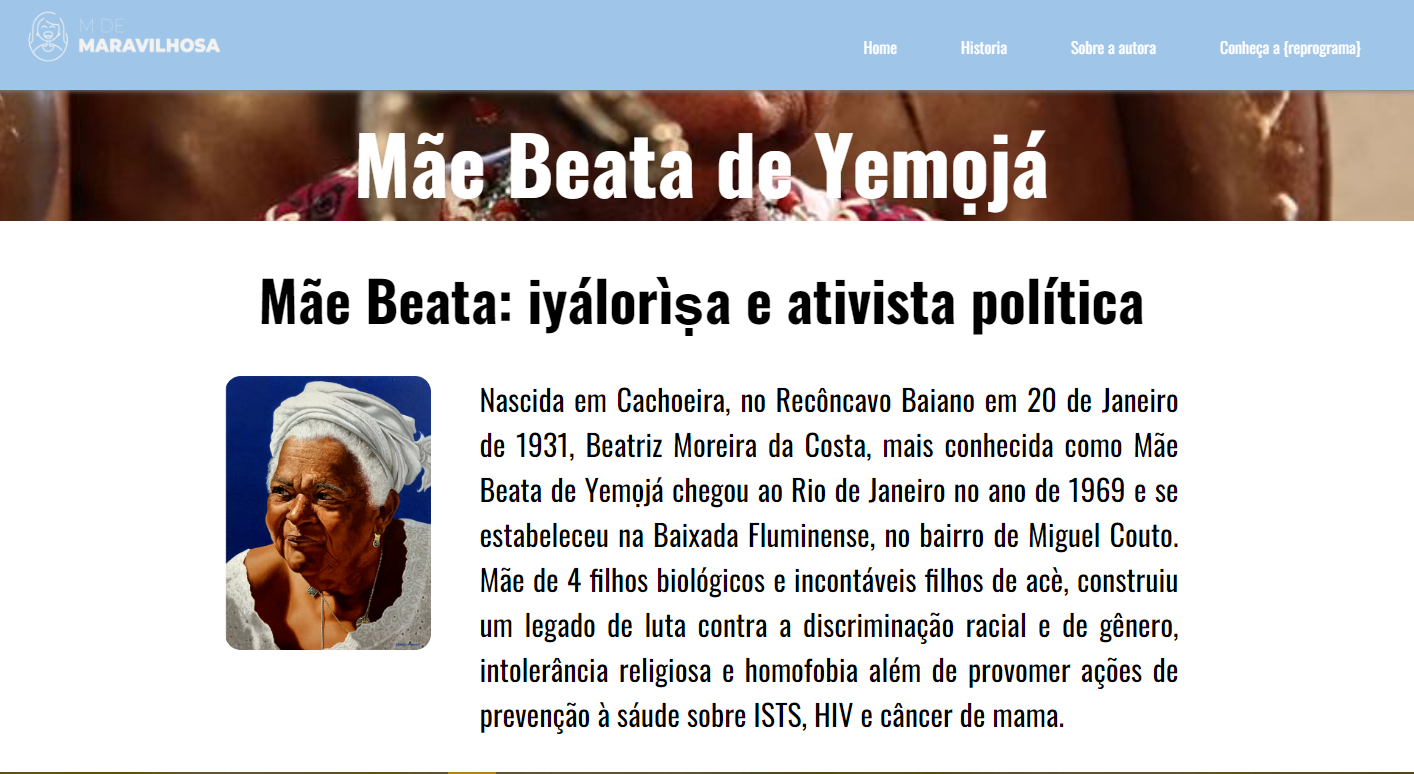 M DE
MARAVILHOSA
Home Historia Sobre a autora Conheça a {reprograma}
Mãe Beata de Yemọjá
Mãe Beata: iyálorìṣa e ativista política
Nascida em Cachoeira, no Recôncavo Baiano em 20 de Janeiro
de 1931, Beatriz Moreira da Costa, mais conhecida como Mãe
Beata de Yemọjá chegou ao Rio de Janeiro no ano de 1969 e se
estabeleceu na Baixada Fluminense, no bairro de Miguel Couto.
Mãe de 4 filhos biológicos e incontáveis filhos de acè, construiu
um legado de luta contra a discriminação racial e de gênero,
intolerância religiosa e homofobia além de provomer ações de
prevenção à sáude sobre ISTS, HIV e câncer de mama.